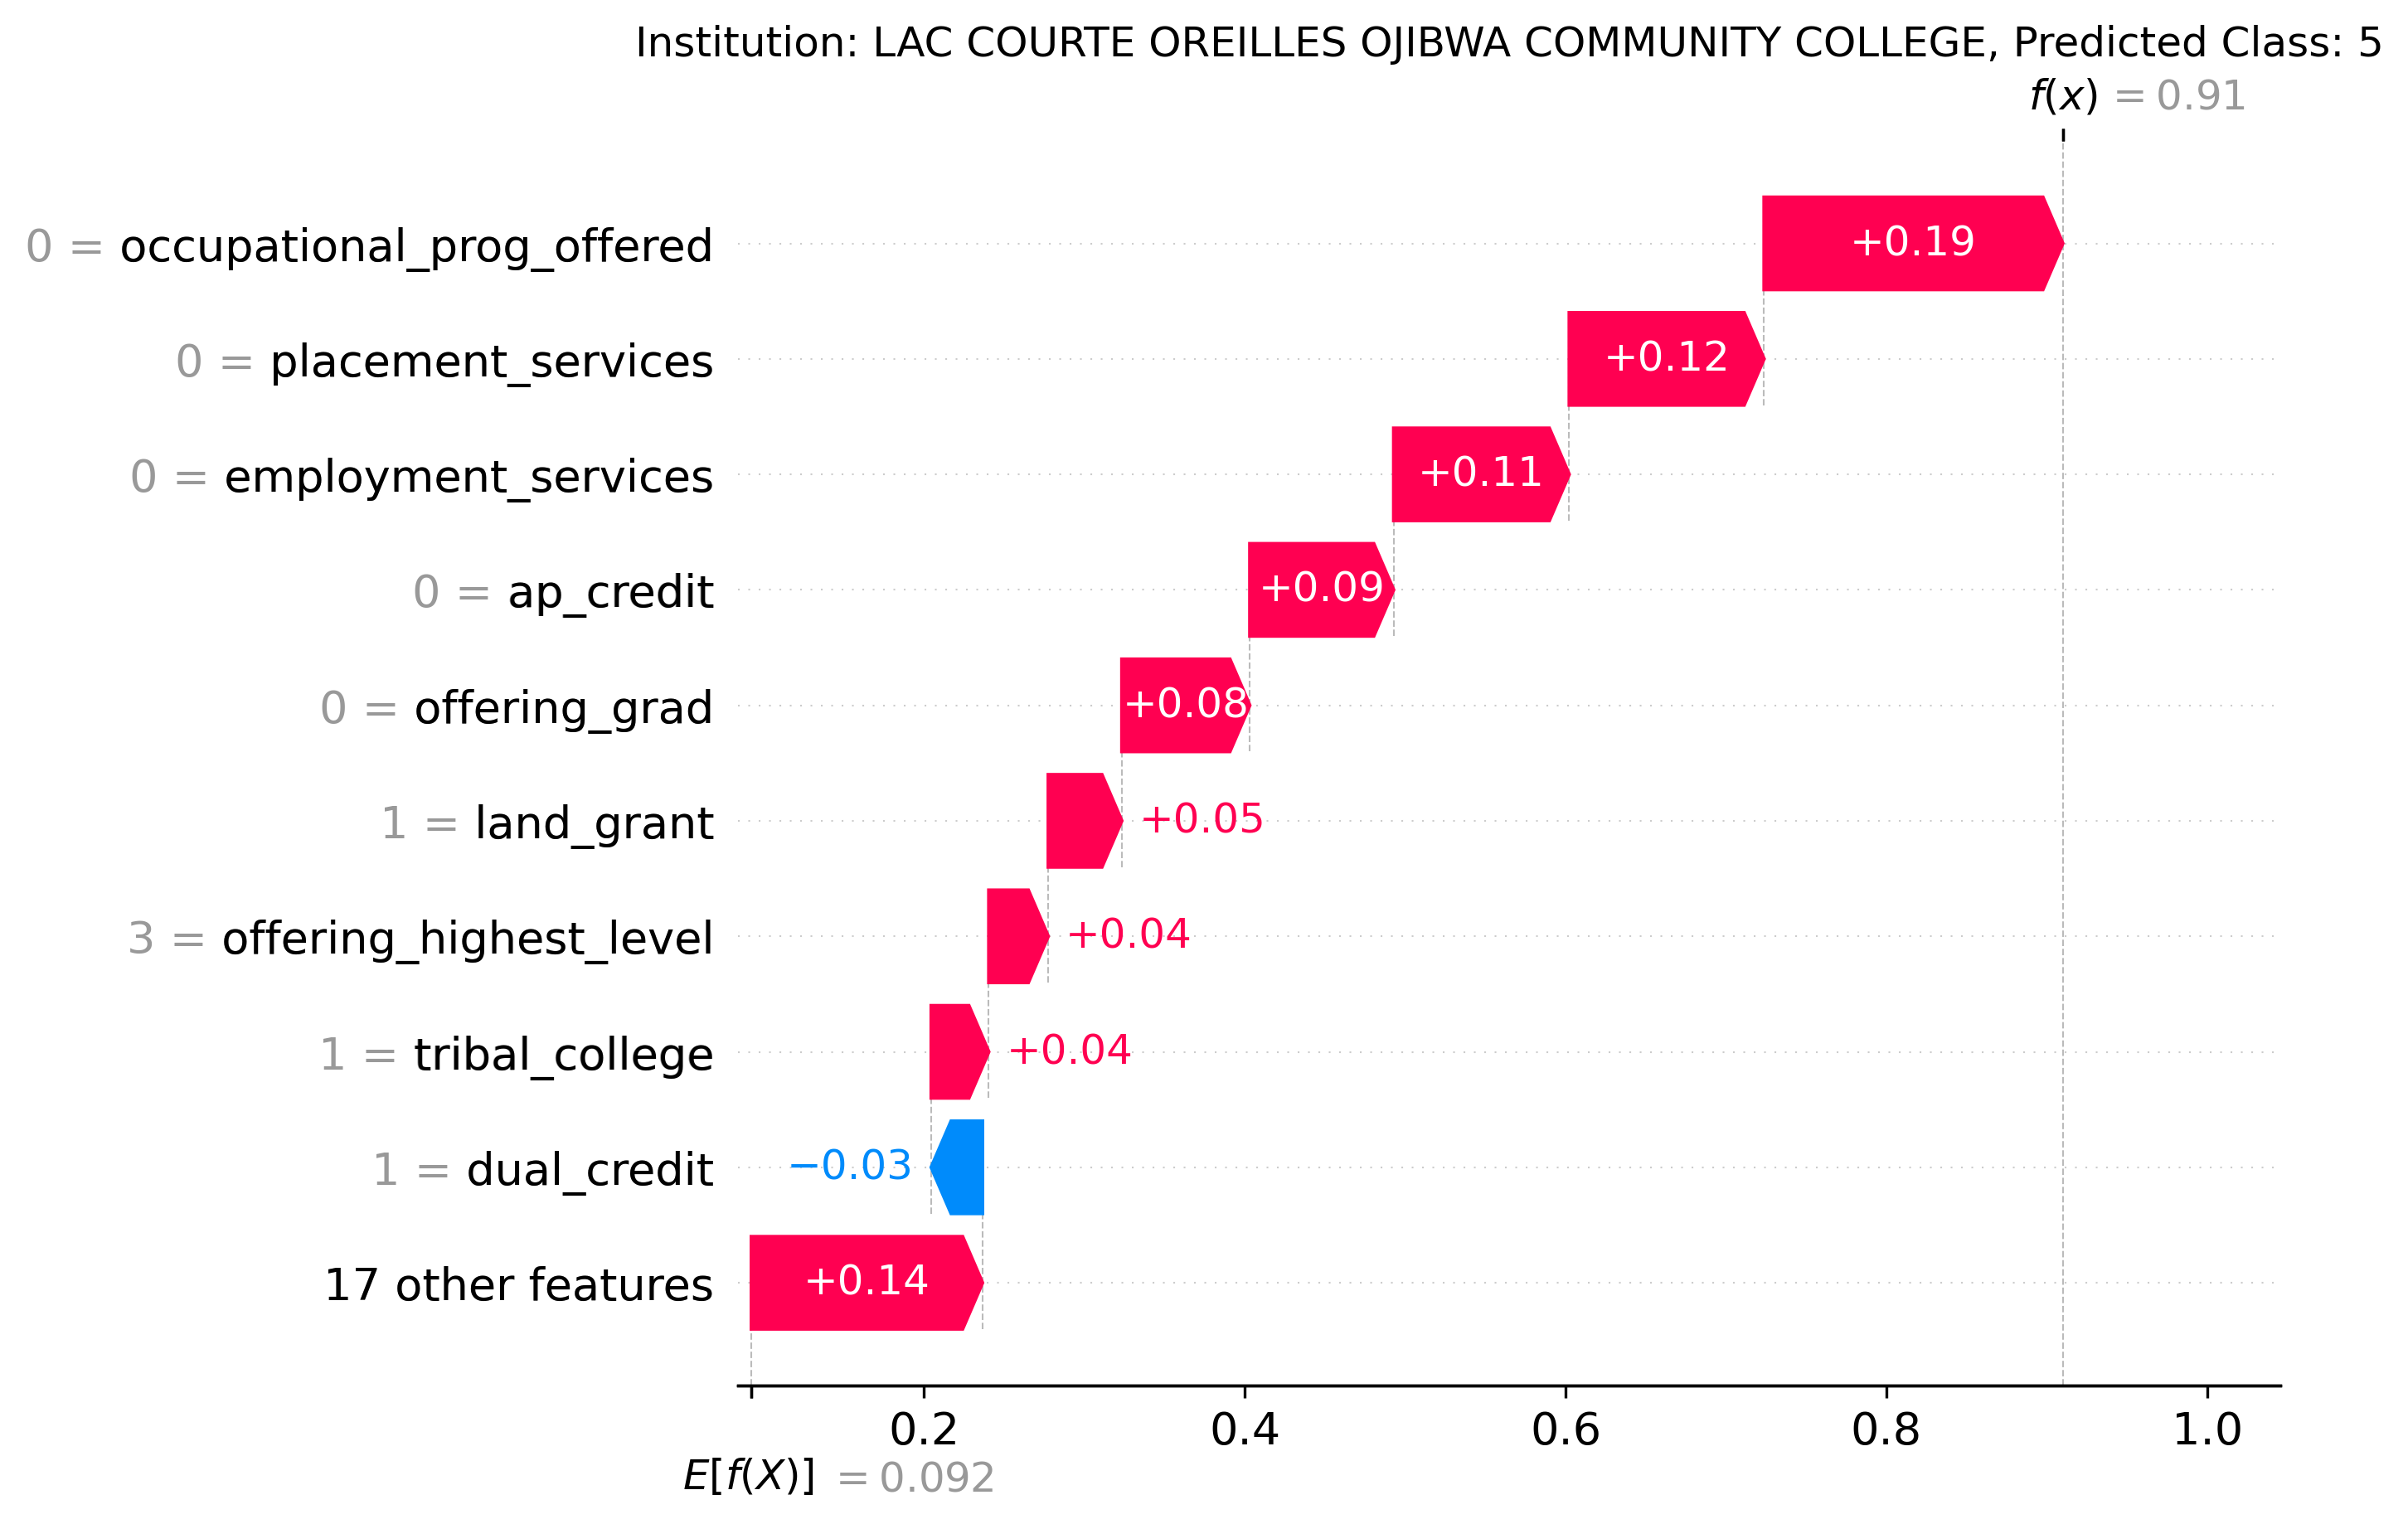 Institution: LAC COURTE OREILLES OJIBWA COMMUNITY COLLEGE, Predicted Class: 5
f(x) = 0.91
0 = occupational_prog_offered +0.19
0 = placement_services +0.12
0 = employment_services +0.11
0 = ap_credit +0.09
0 = offering_grad +0.08
1 = land_grant +0.05
3 = offering_highest_level +0.04
1 = tribal_college +0.04
1 = dual_credit −0.03
17 other features +0.14
0.2 0.4 0.6 0.8 1.0
E[f(X)] = 0.092